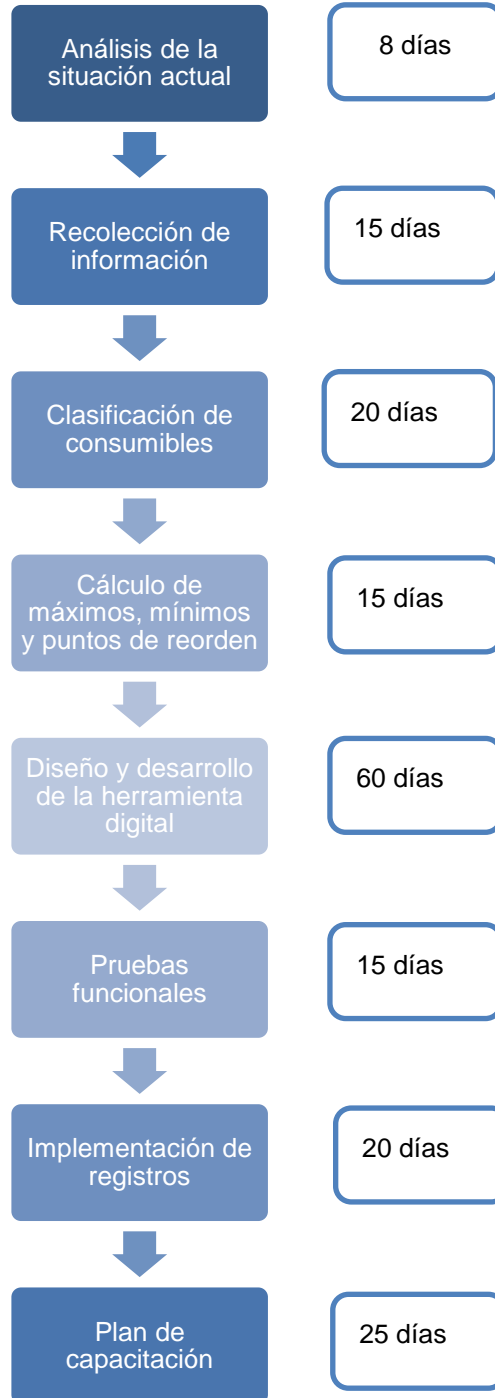 Análisis de la
situación actual
8 días
Recolección de
información
15 días
Clasificación de
consumibles
20 días
Cálculo de
máximos, mínimos
y puntos de reorden
15 días
Diseño y desarrollo
de la herramienta
digital
60 días
Pruebas
funcionales
15 días
Implementación de
registros
20 días
Plan de
capacitación
25 días